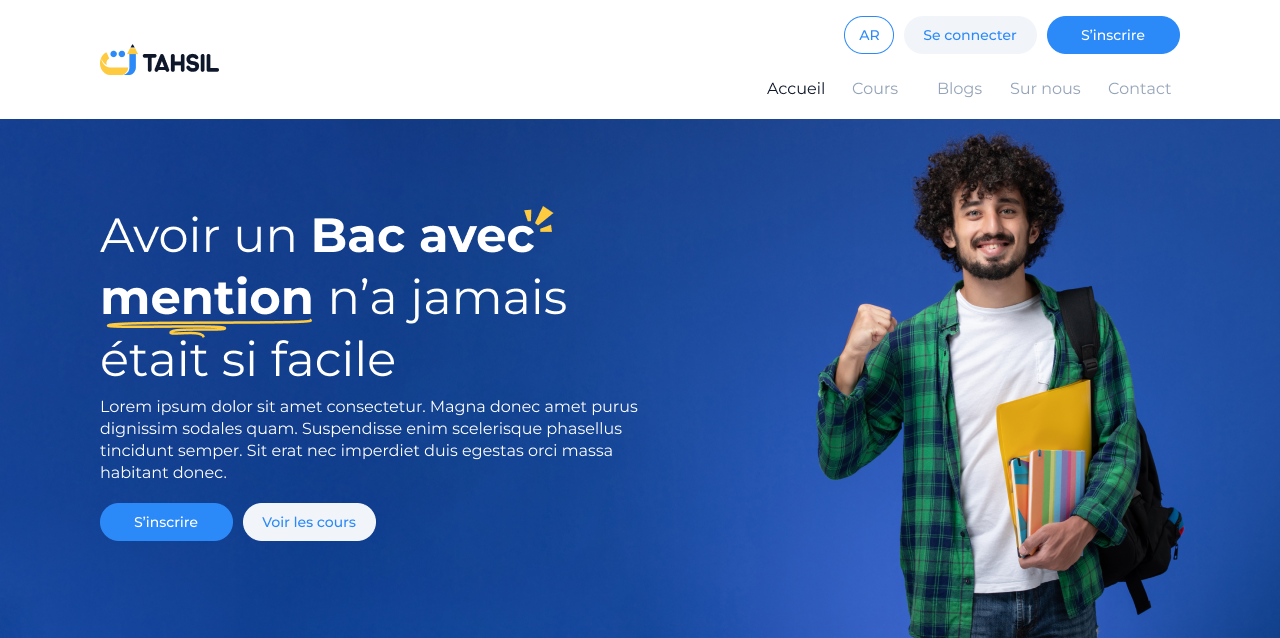 AR
Se connecter
S’inscrire
TAHSIL
Accueil
Cours
Blogs
Sur nous
Contact
Avoir un Bac avec
mention n’a jamais
était si facile
Lorem ipsum dolor sit amet consectetur. Magna donec amet purus
dignissim sodales quam. Suspendisse enim scelerisque phasellus
tincidunt semper. Sit erat nec imperdiet duis egestas orci massa
habitant donec.
S’inscrire
Voir les cours